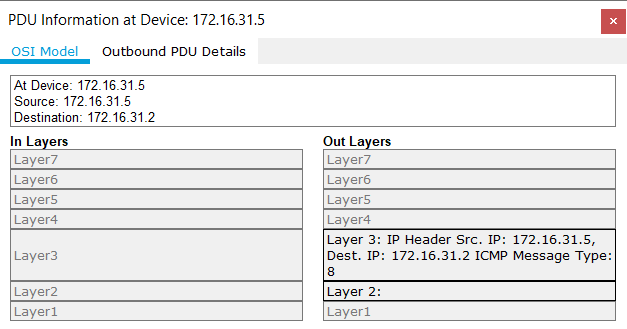 PDU Information at Device: 172.16.31.5
×
OSI Model Outbound PDU Details
At Device: 172.16.31.5
Source: 172.16.31.5
Destination: 172.16.31.2
In Layers Out Layers
Layer7 Layer7
Layer6 Layer6
Layer5 Layer5
Layer4 Layer4
Layer3
Layer 3: IP Header Src. IP: 172.16.31.5,
Dest. IP: 172.16.31.2 ICMP Message Type:
8
Layer2 Layer 2:
Layer1 Layer1